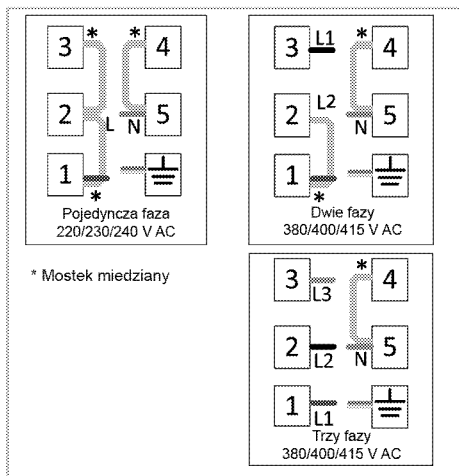 3 * * 4
2 L N 5
1 *
Pojedyncza faza
220/230/240 V AC
3 L1 * 4
2 L2 N 5
1 *
Dwie fazy
380/400/415 V AC
* Mostek miedziany
3 L3 * 4
2 L2 N 5
1 L1
Trzy fazy
380/400/415 V AC